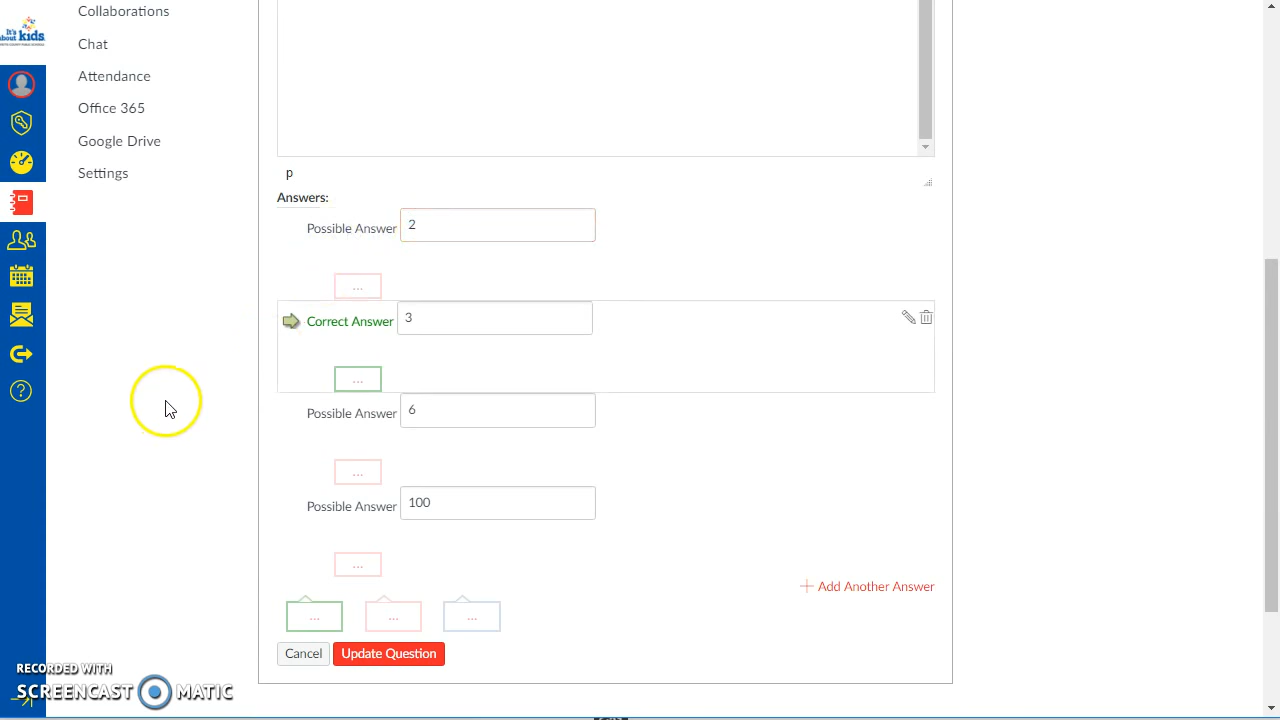 Collaborations
It's
about kids
Chat
Attendance
Office 365
Google Drive
Settings
p
Answers:
Possible Answer 2
...
Correct Answer 3
...
Possible Answer 6
...
Possible Answer 100
...
+ Add Another Answer
... ... ...
Cancel Update Question
RECORDED WITH
SCREENCAST MATIC